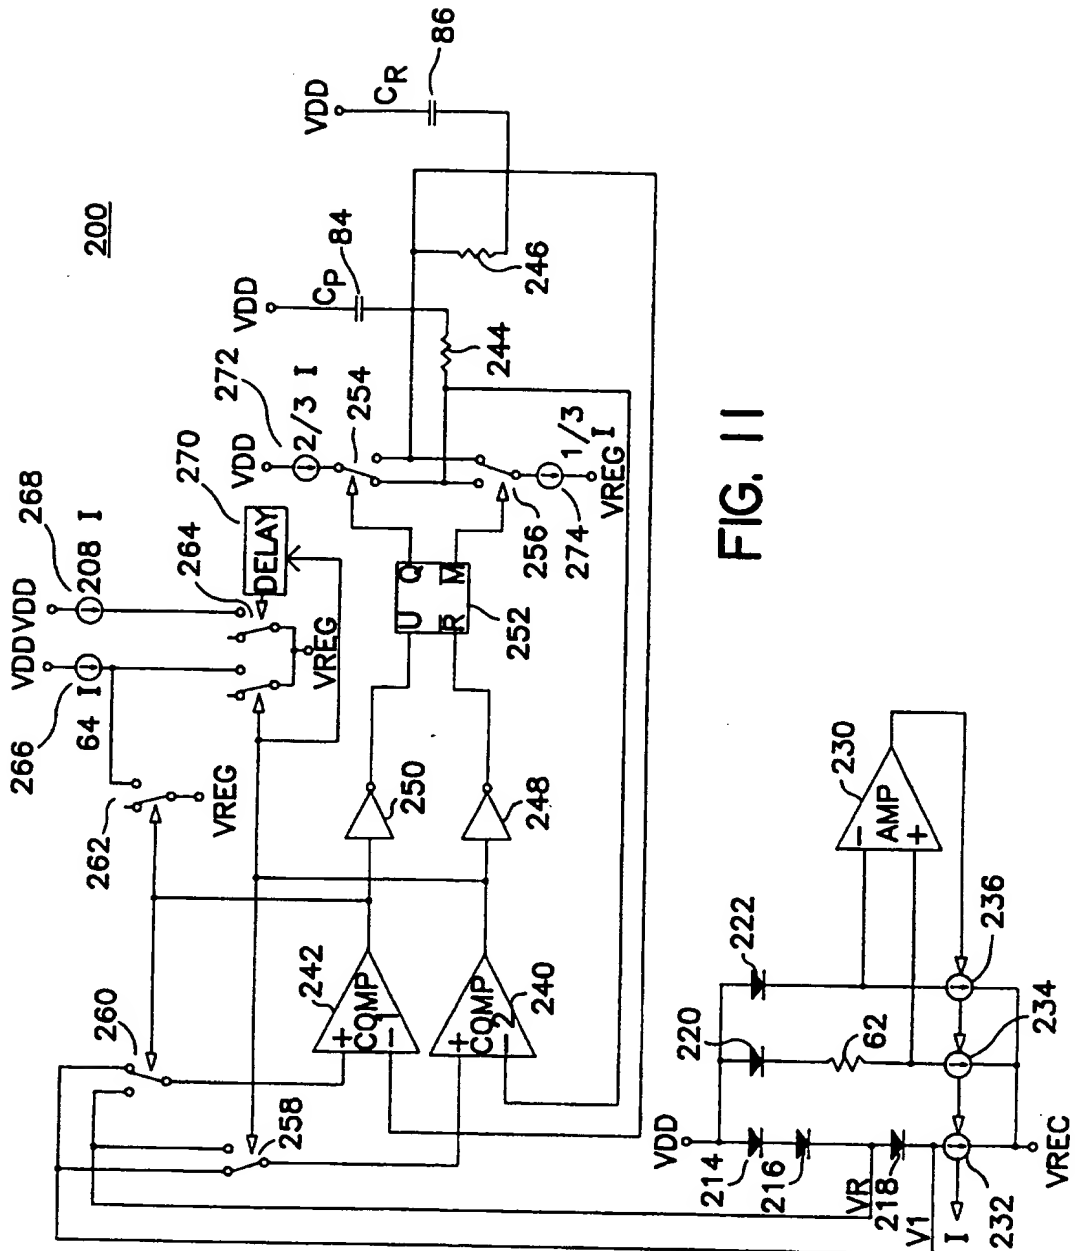 200
VDD
CR
86
VDD
CP
84
246
244
VDD
272
2/3 I
254
1/3 I
VREG
274
256
268
VDD
208 I
270
DELAY
264
VREG
VDD
64 I
266
262
VREG
U
Q
R
M
252
250
248
242
+
COMP
1
−
+
COMP
2
−
240
260
258
230
−
AMP
+
222
236
220
62
234
VDD
214
216
VR
218
V1
I
232
VREC
FIG. 11